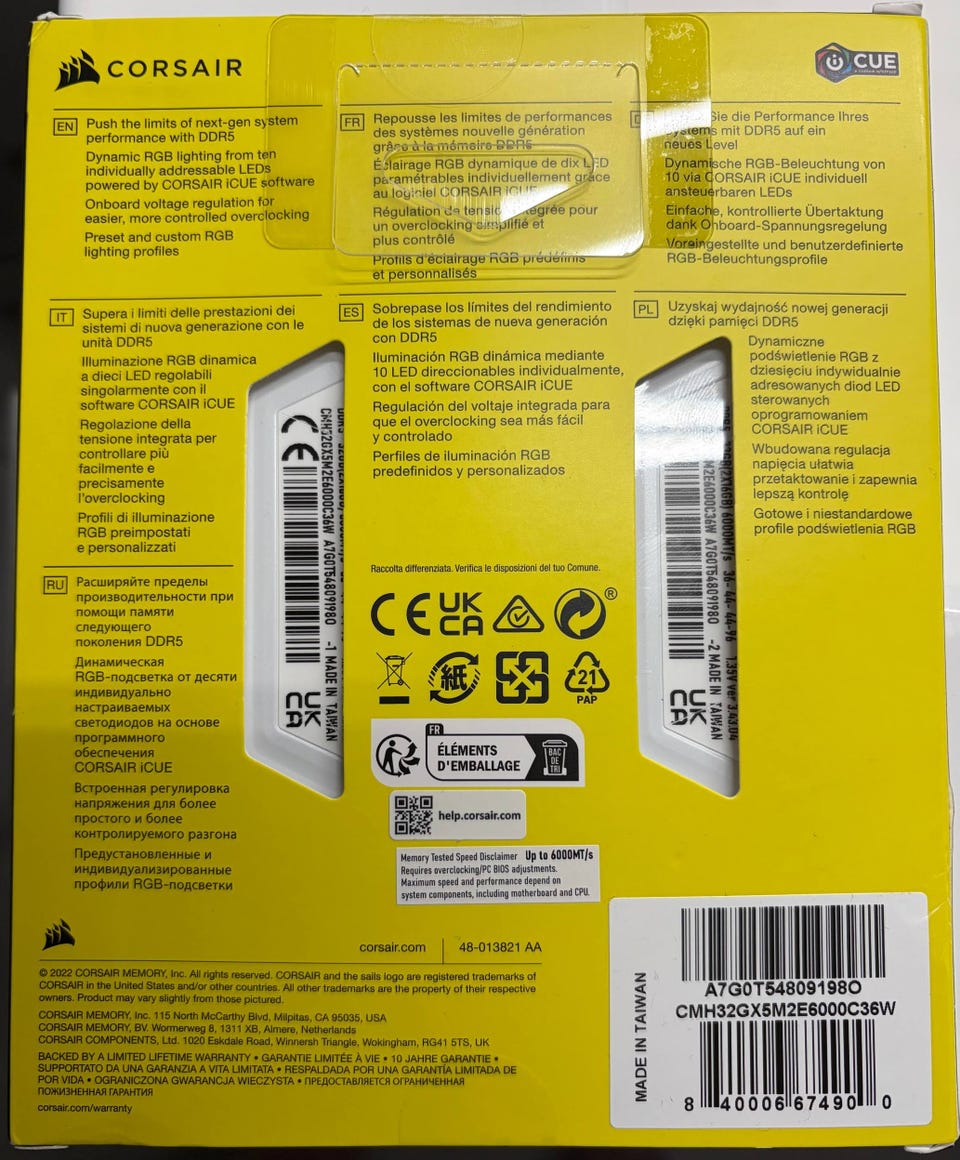 CORSAIR
iCUE
EN
Push the limits of next-gen system
performance with DDR5
Dynamic RGB lighting from ten
individually addressable LEDs
powered by CORSAIR iCUE software
Onboard voltage regulation for
easier, more controlled overclocking
Preset and custom RGB
lighting profiles
FR
Repousse les limites de performances
des systèmes nouvelle génération
grâce à la mémoire DDR5
Éclairage RGB dynamique de dix LED
paramétrables individuellement grâce
au logiciel CORSAIR iCUE
Régulation de tension intégrée pour
un overclocking simplifié et
plus contrôlé
Profils d'éclairage RGB prédéfinis
et personnalisés
Sie die Performance Ihres
Systems mit DDR5 auf ein
neues Level
Dynamische RGB-Beleuchtung von
10 via CORSAIR iCUE individuell
ansteuerbaren LEDs
Einfache, kontrollierte Übertaktung
dank Onboard-Spannungsregelung
Voreingestellte und benutzerdefinierte
RGB-Beleuchtungsprofile
IT
Supera i limiti delle prestazioni dei
sistemi di nuova generazione con le
unità DDR5
Illuminazione RGB dinamica
a dieci LED regolabili
singolarmente con il
software CORSAIR iCUE
Regolazione della
tensione integrata per
controllare più
facilmente e
precisamente
l'overclocking
Profili di illuminazione
RGB preimpostati
e personalizzati
ES
Sobrepase los límites del rendimiento
de los sistemas de nueva generación
con DDR5
Iluminación RGB dinámica mediante
10 LED direccionables individualmente,
con el software CORSAIR iCUE
Regulación del voltaje integrada para
que el overclocking sea más fácil
y controlado
Perfiles de iluminación RGB
predefinidos y personalizados
PL
Uzyskaj wydajność nowej generacji
dzięki pamięci DDR5
Dynamiczne
podświetlenie RGB z
dziesięciu indywidualnie
adresowanych diod LED
sterowanych
oprogramowaniem
CORSAIR iCUE
Wbudowana regulacja
napięcia ułatwia
przetaktowanie i zapewnia
lepszą kontrolę
Gotowe i niestandardowe
profile podświetlenia RGB
RU
Расширяйте пределы
производительности при
помощи памяти
следующего
поколения DDR5
Динамическая
RGB-подсветка от десяти
индивидуально
настраиваемых
светодиодов на основе
программного
обеспечения
CORSAIR iCUE
Встроенная регулировка
напряжения для более
простого и более
контролируемого разгона
Предустановленные и
индивидуализированные
профили RGB-подсветки
CE
CMH32GX5M2E6000C36W A7G0T548091980 -1 MADE IN TAIWAN
UK
CA
6000MT/s 36-44-44-96 1.35V ver 3.43.04
M2E6000C36W A7G0T548091980 -2 MADE IN TAIWAN
UK
CA
Raccolta differenziata. Verifica le disposizioni del tuo Comune.
CE UK
CA
®
紙
21
PAP
FR
ÉLÉMENTS
D'EMBALLAGE
BAC
DE
TRI
help.corsair.com
Memory Tested Speed Disclaimer Up to 6000MT/s
Requires overclocking/PC BIOS adjustments.
Maximum speed and performance depend on
system components, including motherboard and CPU.
corsair.com 48-013821 AA
© 2022 CORSAIR MEMORY, Inc. All rights reserved. CORSAIR and the sails logo are registered trademarks of
CORSAIR in the United States and/or other countries. All other trademarks are the property of their respective
owners. Product may vary slightly from those pictured.
CORSAIR MEMORY, Inc. 115 North McCarthy Blvd, Milpitas, CA 95035, USA
CORSAIR MEMORY, BV. Wormerweg 8, 1311 XB, Almere, Netherlands
CORSAIR COMPONENTS, Ltd. 1020 Eskdale Road, Winnersh Triangle, Wokingham, RG41 5TS, UK
BACKED BY A LIMITED LIFETIME WARRANTY • GARANTIE LIMITÉE À VIE • 10 JAHRE GARANTIE •
SUPPORTATO DA UNA GARANZIA A VITA LIMITATA • RESPALDADA POR UNA GARANTÍA LIMITADA DE
POR VIDA • OGRANICZONA GWARANCJA WIECZYSTA • ПРЕДОСТАВЛЯЕТСЯ ОГРАНИЧЕННАЯ
ПОЖИЗНЕННАЯ ГАРАНТИЯ
corsair.com/warranty
MADE IN TAIWAN
A7G0T548091980
CMH32GX5M2E6000C36W
8 40006 67490 0